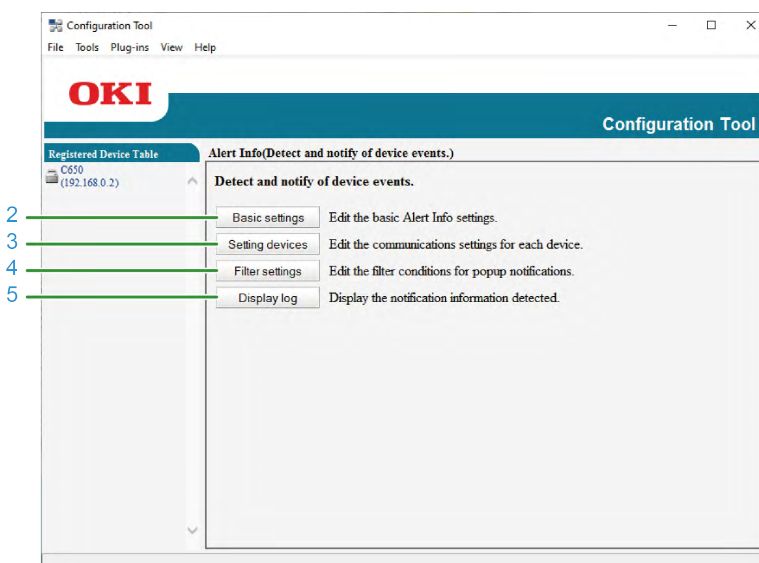 Configuration Tool
File Tools Plug-ins View Help
OKI
Configuration Tool
Registered Device Table
C650
(192.168.0.2)
Alert Info(Detect and notify of device events.)
Detect and notify of device events.
2 Basic settings Edit the basic Alert Info settings.
3 Setting devices Edit the communications settings for each device.
4 Filter settings Edit the filter conditions for popup notifications.
5 Display log Display the notification information detected.